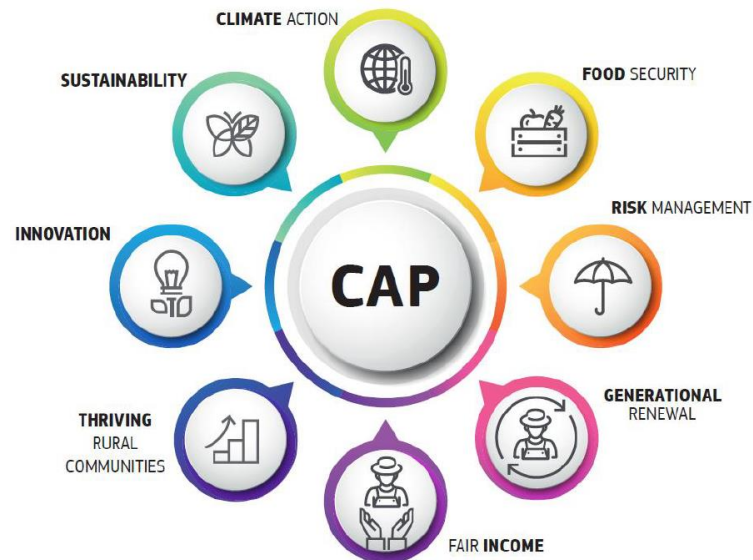 CLIMATE ACTION
SUSTAINABILITY
FOOD SECURITY
INNOVATION
CAP
RISK MANAGEMENT
THRIVING
RURAL
COMMUNITIES
GENERATIONAL
RENEWAL
FAIR INCOME